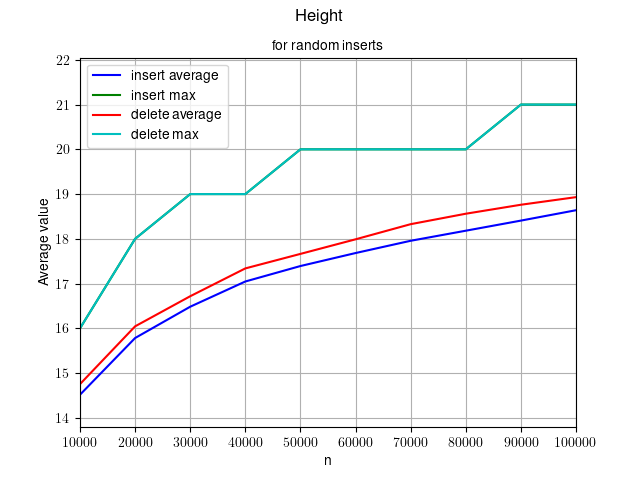 Height
for random inserts
22
21
20
19
18
17
16
15
14
Average value
insert average
insert max
delete average
delete max
10000 20000 30000 40000 50000 60000 70000 80000 90000 100000
n